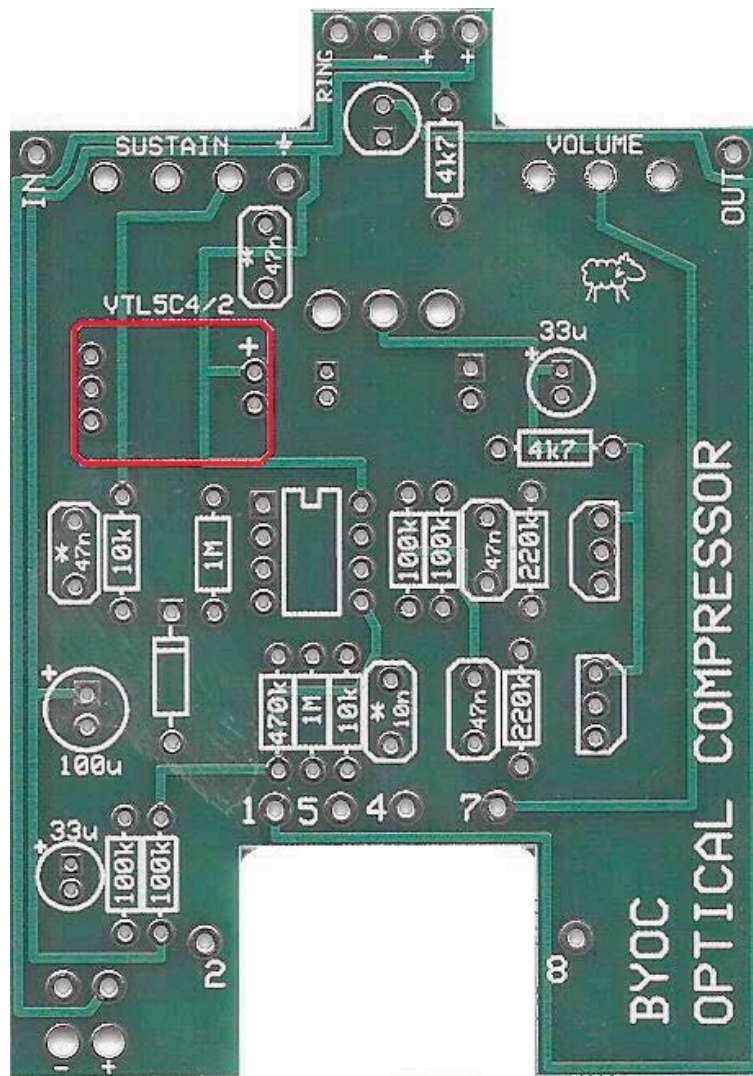 RING
-
+
+
SUSTAIN
4k7
VOLUME
IN
OUT
* 47n
VTL5C4/2
+
33u
+
4k7
* 47n
10k
1M
100k
100k
47n
220k
+
100u
470k
1M
10k
* 10n
47n
220k
1
5
4
7
33u
+
100k
100k
2
8
-
+
BYOC
OPTICAL COMPRESSOR